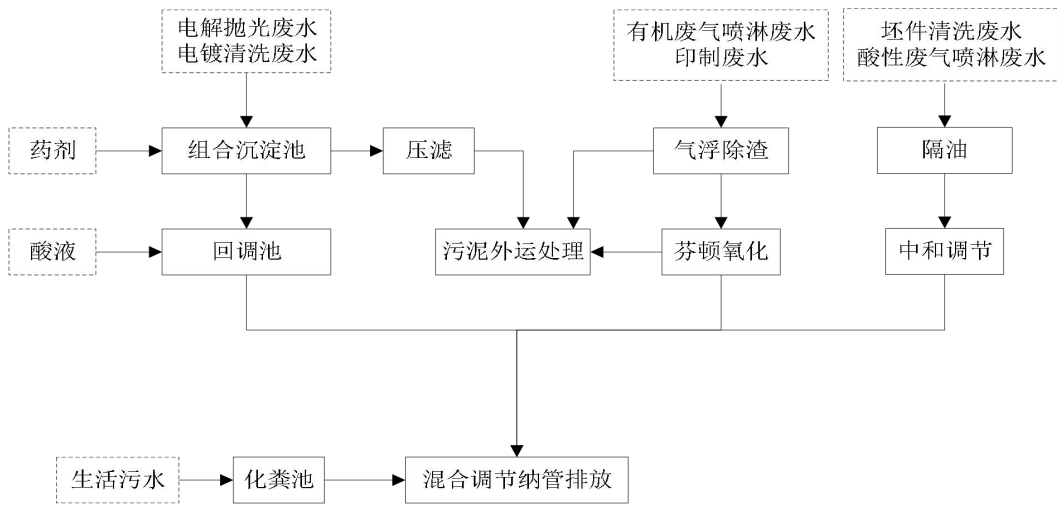 电解抛光废水
电镀清洗废水
有机废气喷淋废水
印制废水
坯件清洗废水
酸性废气喷淋废水
药剂
组合沉淀池
压滤
气浮除渣
隔油
酸液
回调池
污泥外运处理
芬顿氧化
中和调节
生活污水
化粪池
混合调节纳管排放